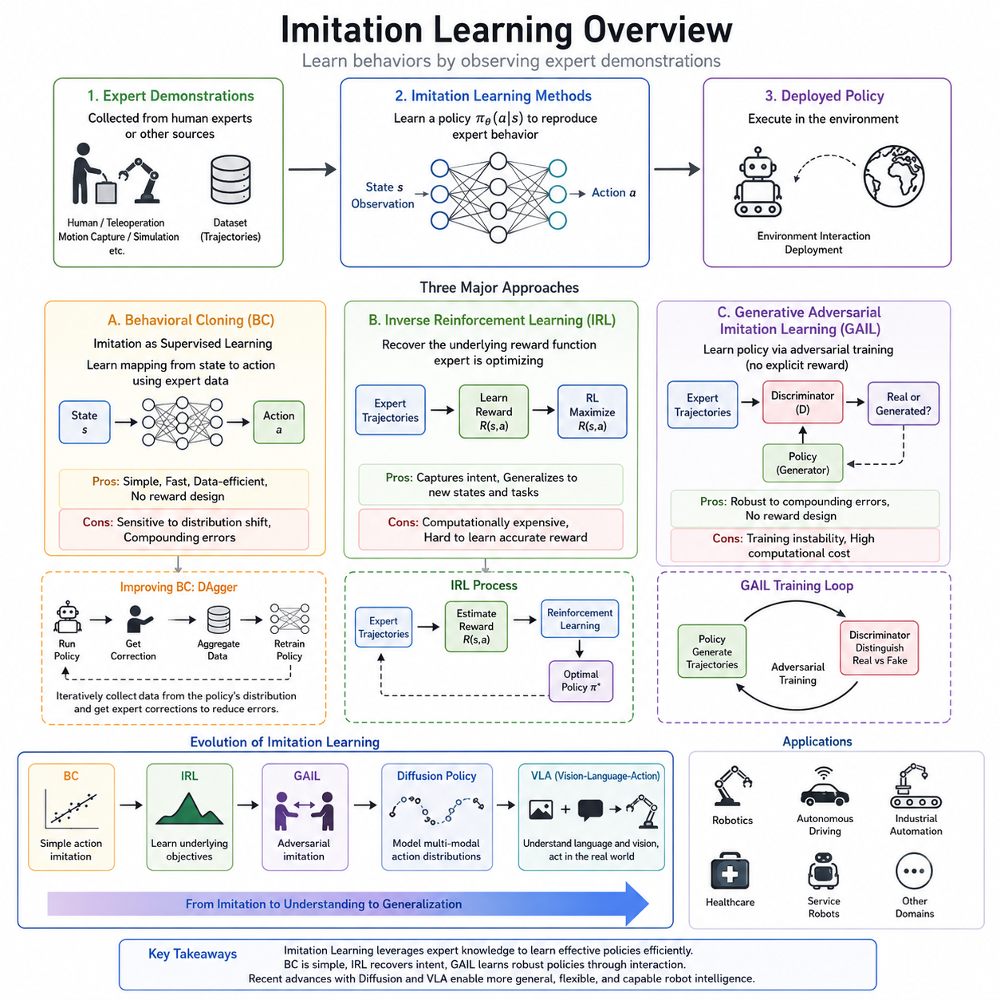 Imitation Learning Overview
Learn behaviors by observing expert demonstrations
1. Expert Demonstrations
Collected from human experts
or other sources
Human / Teleoperation
Motion Capture / Simulation
etc.
Dataset
(Trajectories)
2. Imitation Learning Methods
Learn a policy πθ(a|s) to reproduce
expert behavior
State s
Observation
Action a
3. Deployed Policy
Execute in the environment
Environment Interaction
Deployment
Three Major Approaches
A. Behavioral Cloning (BC)
Imitation as Supervised Learning
Learn mapping from state to action
using expert data
State
s
Action
a
Pros: Simple, Fast, Data-efficient,
No reward design
Cons: Sensitive to distribution shift,
Compounding errors
B. Inverse Reinforcement Learning (IRL)
Recover the underlying reward function
expert is optimizing
Expert
Trajectories
Learn
Reward
R(s,a)
RL
Maximize
R(s,a)
Pros: Captures intent, Generalizes to
new states and tasks
Cons: Computationally expensive,
Hard to learn accurate reward
C. Generative Adversarial
Imitation Learning (GAIL)
Learn policy via adversarial training
(no explicit reward)
Expert
Trajectories
Discriminator
(D)
Real or
Generated?
Policy
(Generator)
Pros: Robust to compounding errors,
No reward design
Cons: Training instability, High
computational cost
Improving BC: DAgger
Run
Policy
Get
Correction
Aggregate
Data
Retrain
Policy
Iteratively collect data from the policy's distribution
and get expert corrections to reduce errors.
IRL Process
Expert
Trajectories
Estimate
Reward
R(s,a)
Reinforcement
Learning
Optimal
Policy π*
GAIL Training Loop
Policy
Generate
Trajectories
Adversarial
Training
Discriminator
Distinguish
Real vs Fake
Evolution of Imitation Learning
BC
Simple action
imitation
IRL
Learn underlying
objectives
GAIL
Adversarial
imitation
Diffusion Policy
Model multi-modal
action distributions
VLA (Vision-Language-Action)
Understand language and vision,
act in the real world
From Imitation to Understanding to Generalization
Applications
Robotics
Autonomous
Driving
Industrial
Automation
Healthcare
Service
Robots
Other
Domains
Key Takeaways
Imitation Learning leverages expert knowledge to learn effective policies efficiently.
BC is simple, IRL recovers intent, GAIL learns robust policies through interaction.
Recent advances with Diffusion and VLA enable more general, flexible, and capable robot intelligence.